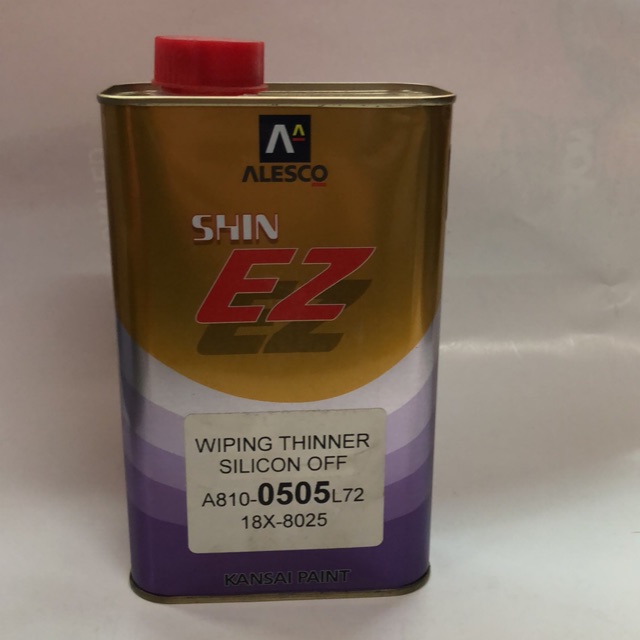 ALESCO
SHIN
EZ
WIPING THINNER
SILICON OFF
A810-0505L72
18X-8025
KANSAI PAINT